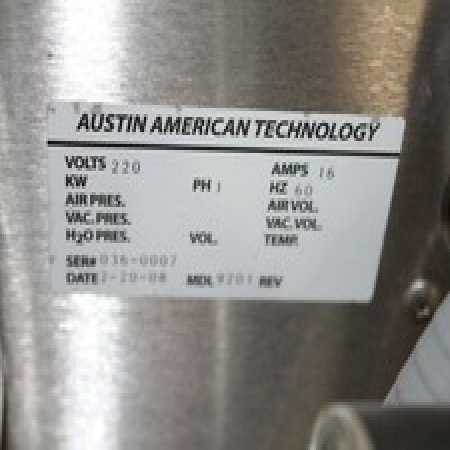 AUSTIN AMERICAN TECHNOLOGY
VOLTS 220 AMPS 16
KW PH 1 HZ 60
AIR PRES. AIR VOL.
VAC. PRES. VAC. VOL.
H₂O PRES. VOL. TEMP.
SER# 036-0007
DATE 2-20-08 MDL 9701 REV